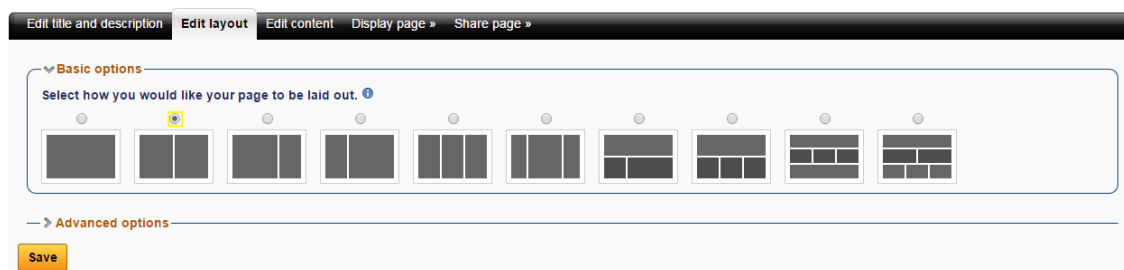 Edit title and description Edit layout Edit content Display page » Share page »
Basic options
Select how you would like your page to be laid out. i
Advanced options
Save